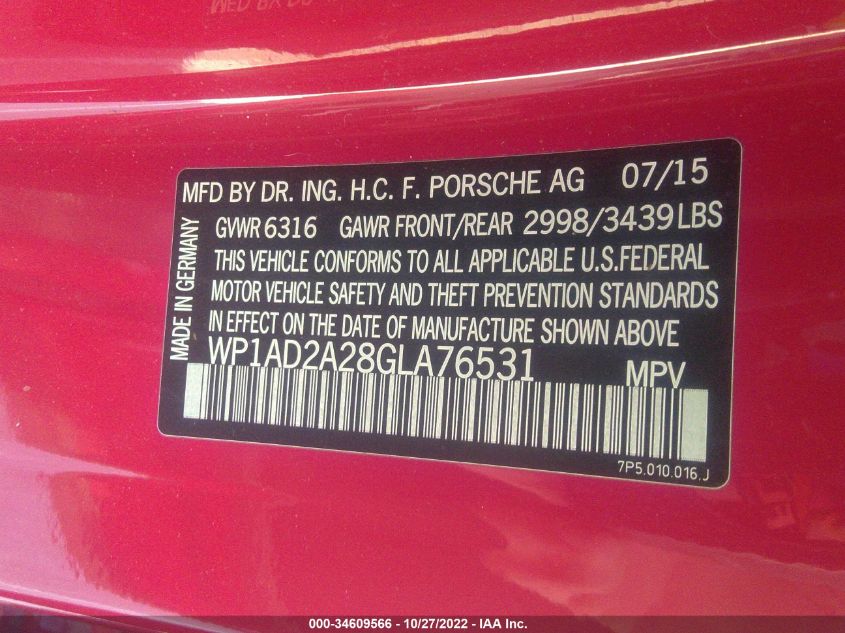 MFD BY DR. ING. H.C. F. PORSCHE AG 07/15
GVWR 6316 GAWR FRONT/REAR 2998/3439 LBS
THIS VEHICLE CONFORMS TO ALL APPLICABLE U.S.FEDERAL
MOTOR VEHICLE SAFETY AND THEFT PREVENTION STANDARDS
IN EFFECT ON THE DATE OF MANUFACTURE SHOWN ABOVE
WP1AD2A28GLA76531 MPV
MADE IN GERMANY
7P5.010.016.J
000-34609566 - 10/27/2022 - IAA Inc.